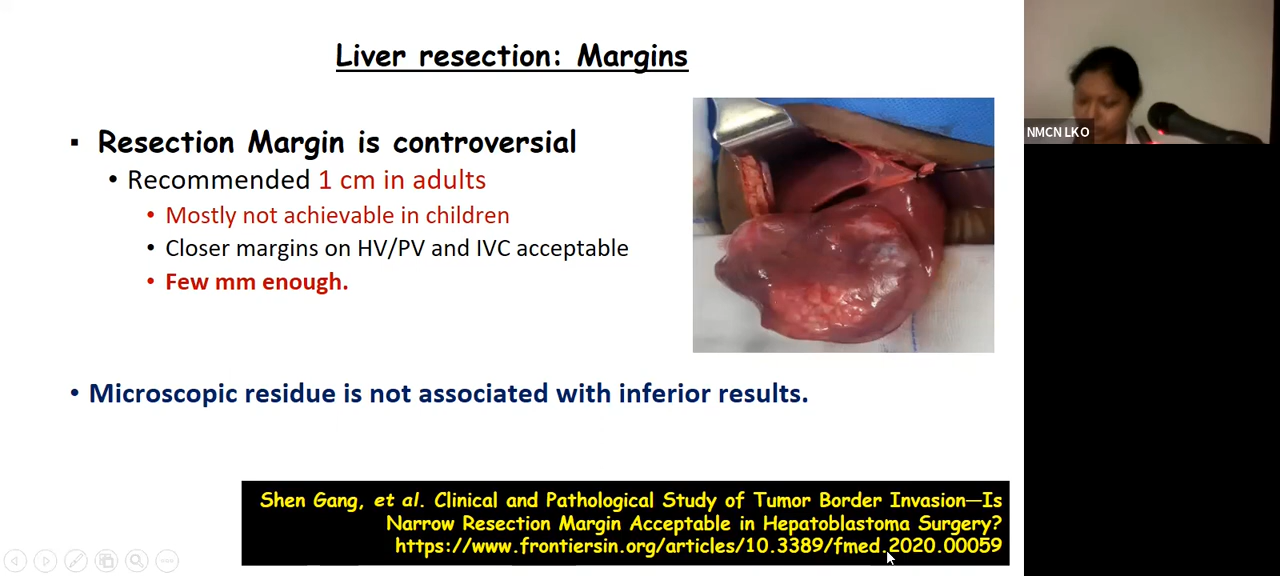 Liver resection: Margins
▪ Resection Margin is controversial
• Recommended 1 cm in adults
• Mostly not achievable in children
• Closer margins on HV/PV and IVC acceptable
• Few mm enough.
• Microscopic residue is not associated with inferior results.
Shen Gang, et al. Clinical and Pathological Study of Tumor Border Invasion—Is
Narrow Resection Margin Acceptable in Hepatoblastoma Surgery?
https://www.frontiersin.org/articles/10.3389/fmed.2020.00059
NMCN LKO